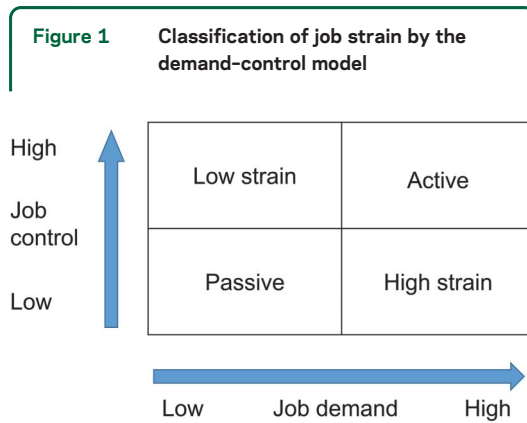 Figure 1 Classification of job strain by the
demand-control model
High
Job
control
Low
Low strain Active
Passive High strain
Low Job demand High